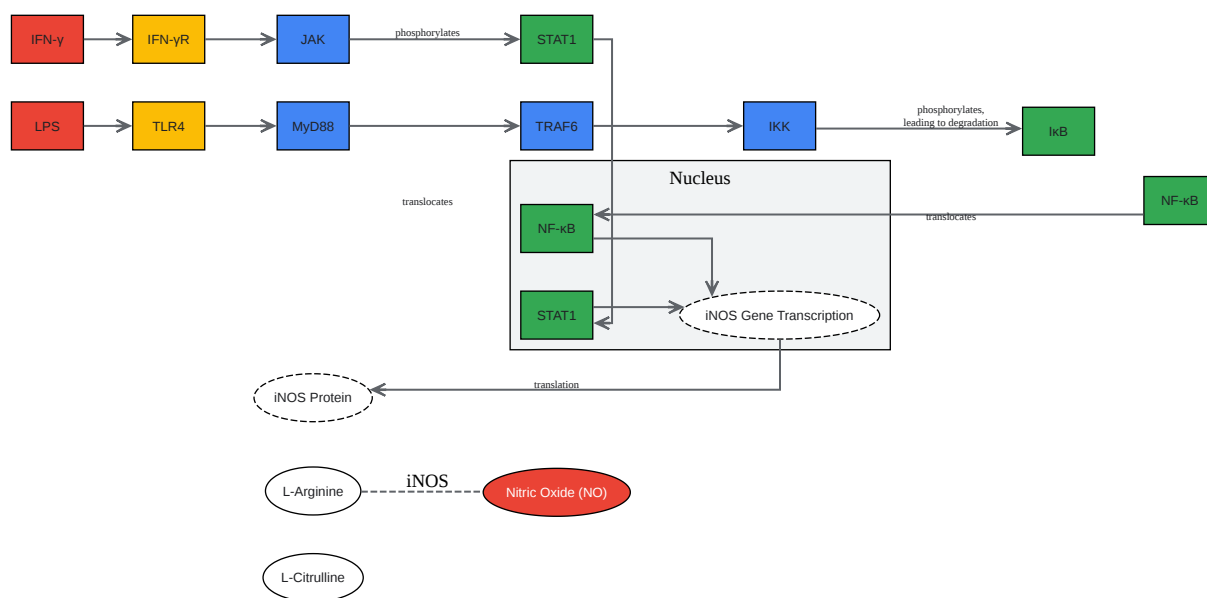 IFN-γ
IFN-γR
JAK
phosphorylates
STAT1
LPS
TLR4
MyD88
TRAF6
IKK
phosphorylates,
leading to degradation
IκB
Nucleus
translocates
NF-κB
translocates
NF-κB
STAT1
iNOS Gene Transcription
translation
iNOS Protein
L-Arginine
iNOS
Nitric Oxide (NO)
L-Citrulline